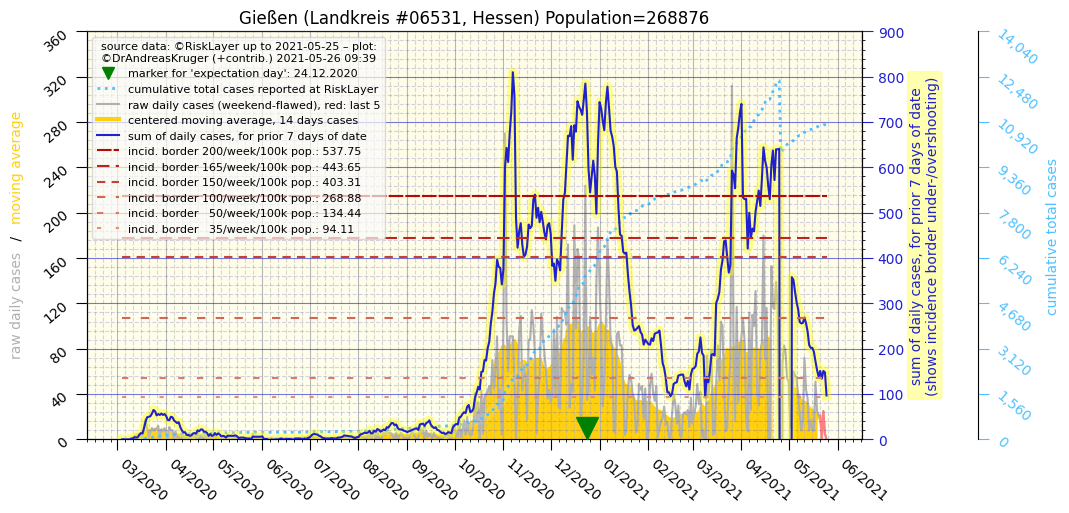 Gießen (Landkreis #06531, Hessen) Population=268876
source data: ©RiskLayer up to 2021-05-25 – plot:
©DrAndreasKruger (+contrib.) 2021-05-26 09:39
marker for 'expectation day': 24.12.2020
cumulative total cases reported at RiskLayer
raw daily cases (weekend-flawed), red: last 5
centered moving average, 14 days cases
sum of daily cases, for prior 7 days of date
incid. border 200/week/100k pop.: 537.75
incid. border 165/week/100k pop.: 443.65
incid. border 150/week/100k pop.: 403.31
incid. border 100/week/100k pop.: 268.88
incid. border   50/week/100k pop.: 134.44
incid. border   35/week/100k pop.: 94.11
raw daily cases / moving average
360
320
280
240
200
160
120
80
40
0
03/2020
04/2020
05/2020
06/2020
07/2020
08/2020
09/2020
10/2020
11/2020
12/2020
01/2021
02/2021
03/2021
04/2021
05/2021
06/2021
900
800
700
600
500
400
300
200
100
0
sum of daily cases, for prior 7 days of date
(shows incidence border under-/overshooting)
14,040
12,480
10,920
9,360
7,800
6,240
4,680
3,120
1,560
0
cumulative total cases